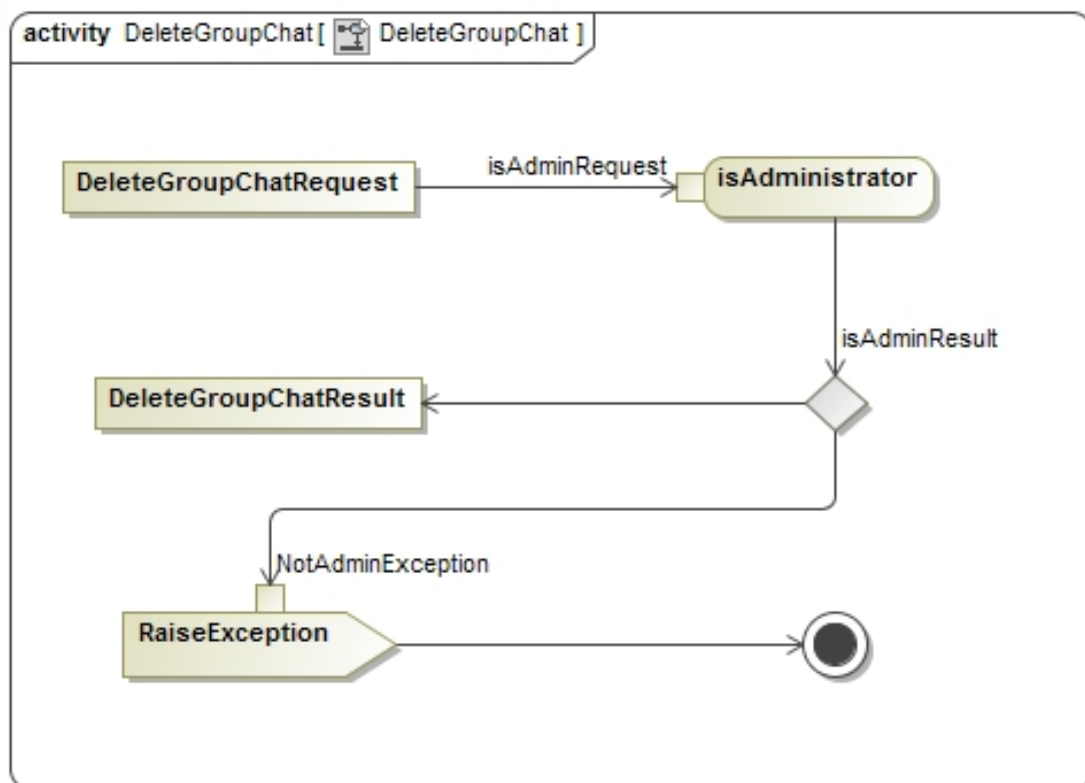 activity DeleteGroupChat [ DeleteGroupChat ]
isAdminRequest
DeleteGroupChatRequest
isAdministrator
isAdminResult
DeleteGroupChatResult
NotAdminException
RaiseException